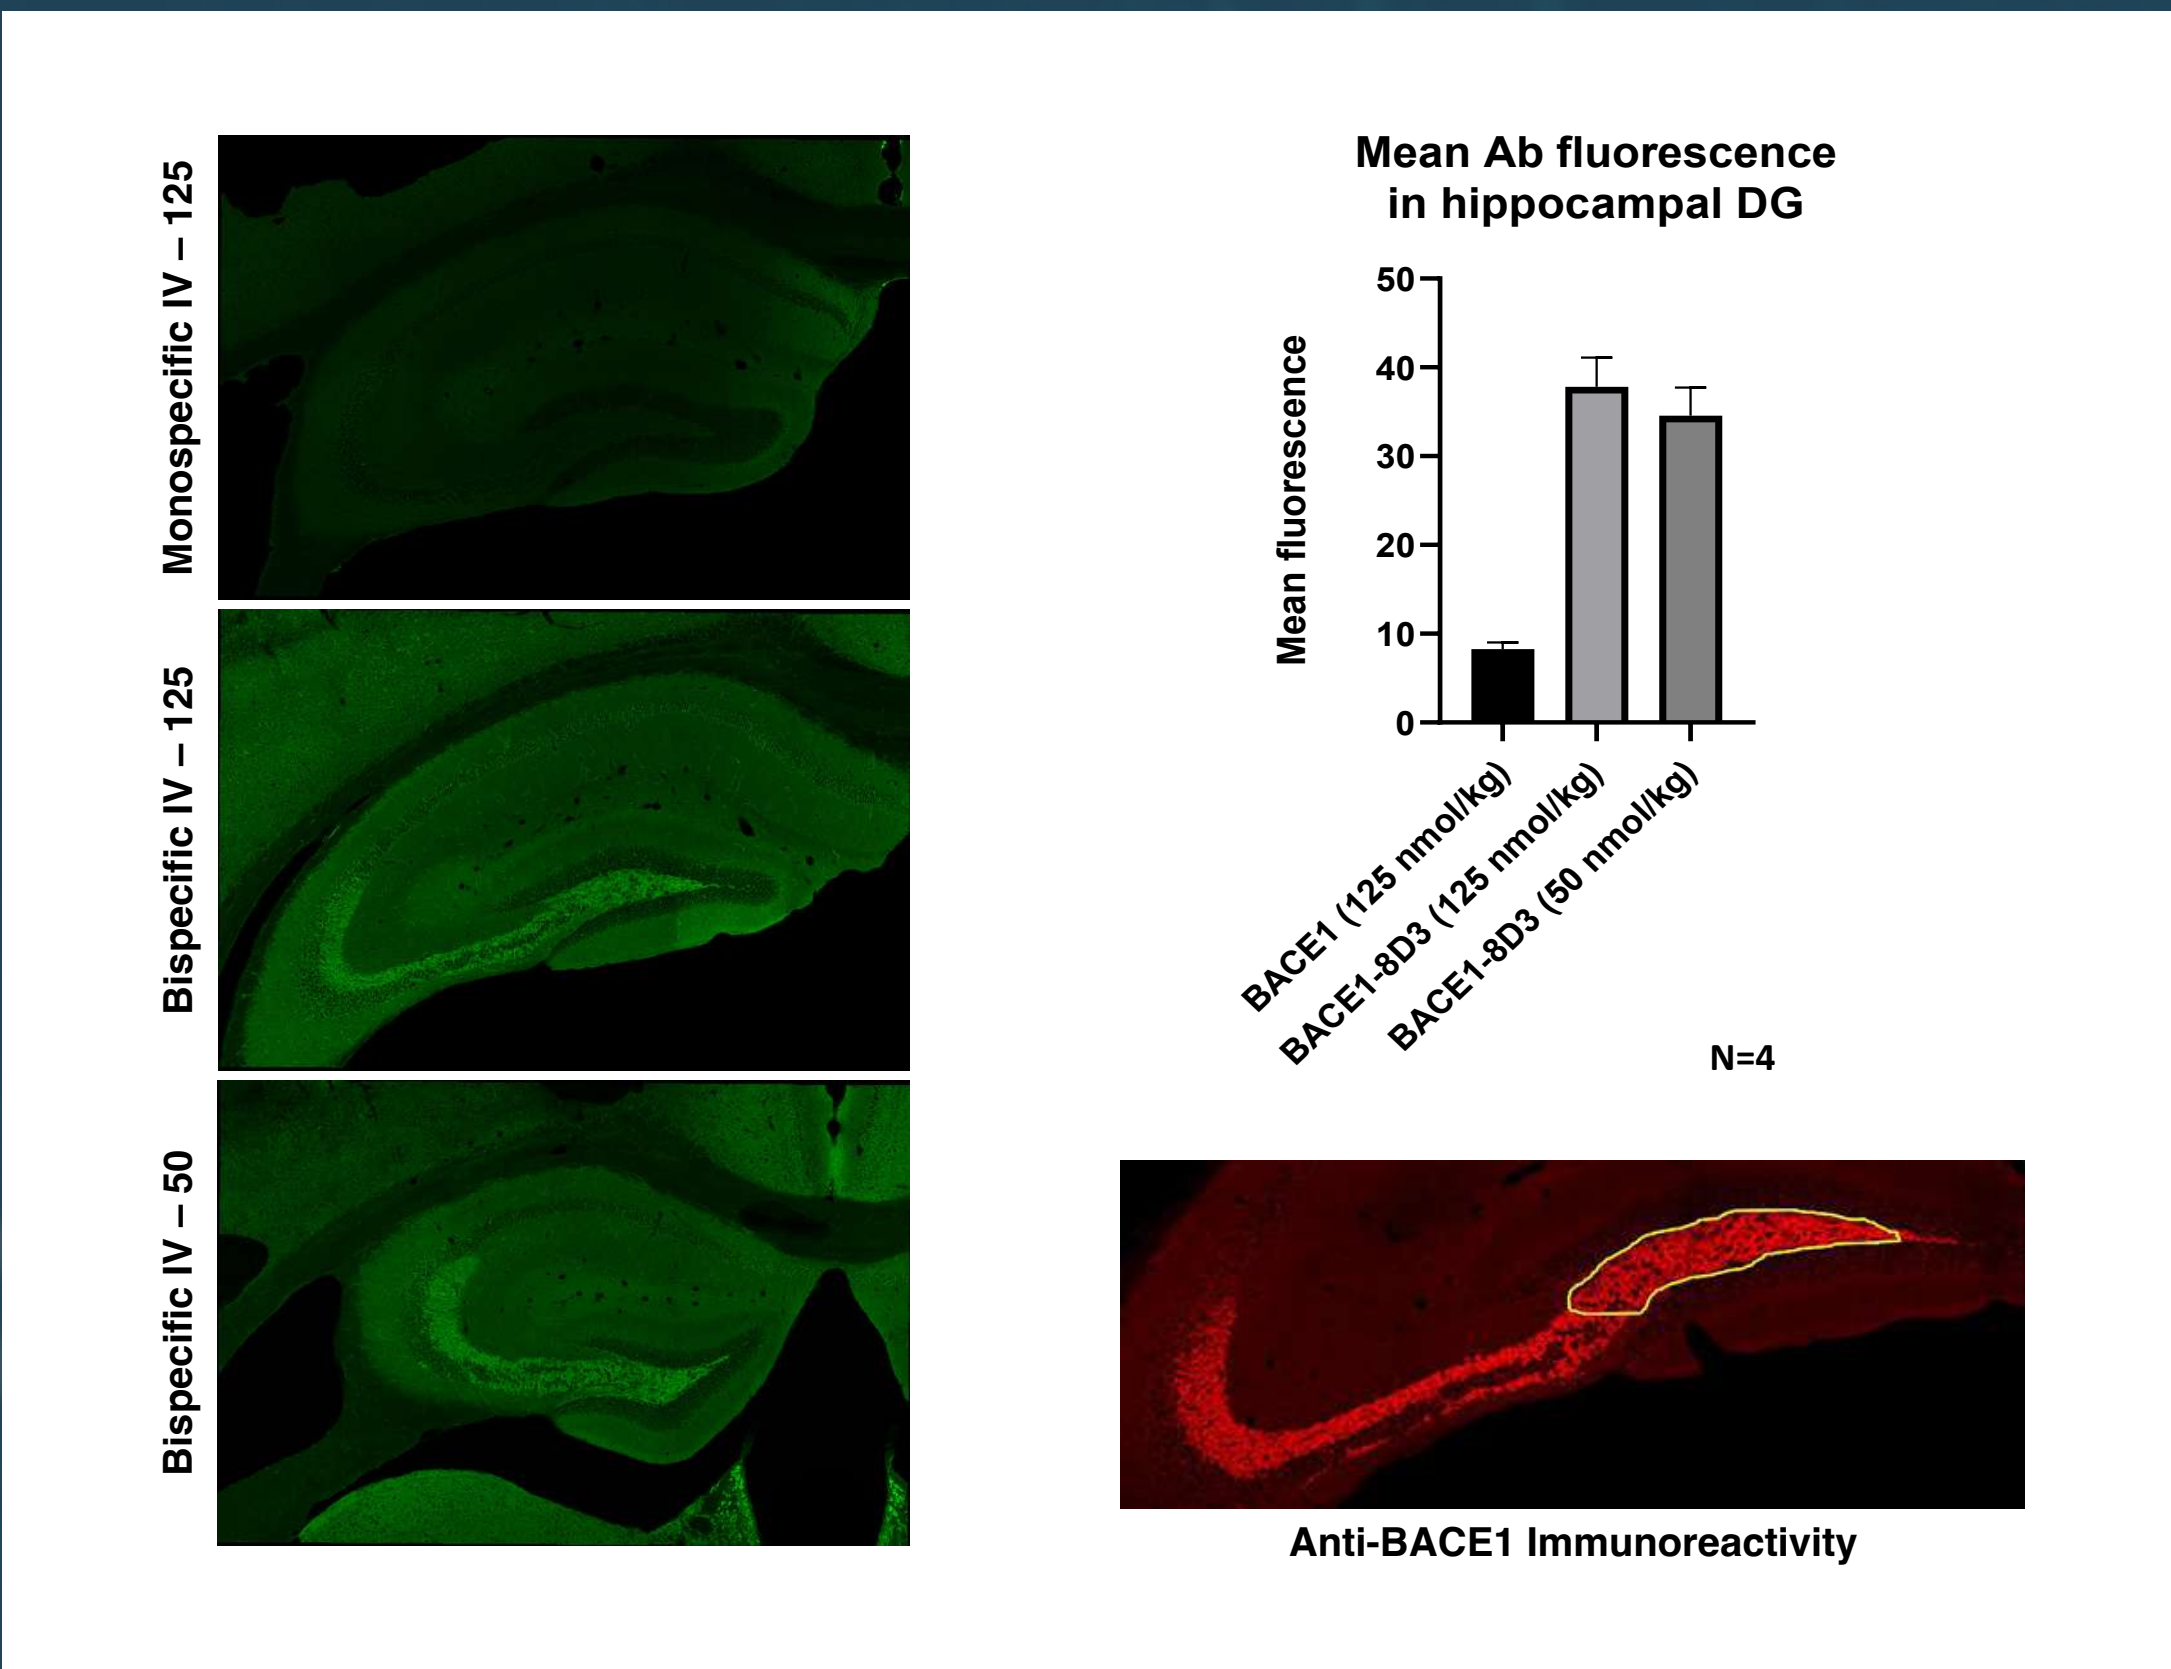 Monospecific IV – 125
Bispecific IV – 125
Bispecific IV – 50
Mean Ab fluorescence
in hippocampal DG
Mean fluorescence
50
40
30
20
10
0
BACE1 (125 nmol/kg)
BACE1-8D3 (125 nmol/kg)
BACE1-8D3 (50 nmol/kg)
N=4
Anti-BACE1 Immunoreactivity